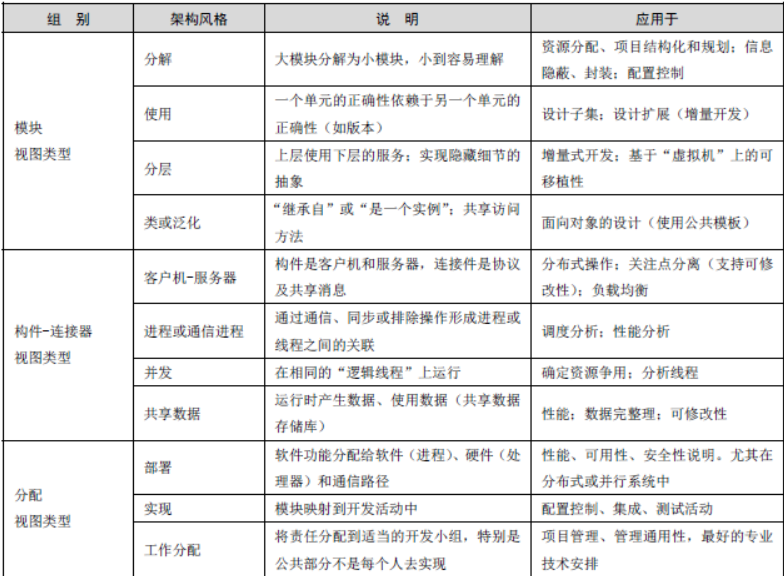 组 别 架构风格 说 明 应用于
模块
视图类型
分解
大模块分解为小模块，小到容易理解
资源分配、项目结构化和规划；信息
隐蔽、封装；配置控制
使用
一个单元的正确性依赖于另一个单元的
正确性（如版本）
设计子集；设计扩展（增量开发）
分层
上层使用下层的服务；实现隐藏细节的
抽象
增量式开发；基于“虚拟机”上的可
移植性
类或泛化
“继承自”或“是一个实例”；共享访问
方法
面向对象的设计（使用公共模板）
构件-连接器
视图类型
客户机-服务器
构件是客户机和服务器，连接件是协议
及共享消息
分布式操作；关注点分离（支持可修
改性）；负载均衡
进程或通信进程
通过通信、同步或排除操作形成进程或
线程之间的关联
调度分析；性能分析
并发
在相同的“逻辑线程”上运行
确定资源争用；分析线程
共享数据
运行时产生数据、使用数据（共享数据
存储库）
性能；数据完整理；可修改性
分配
视图类型
部署
软件功能分配给软件（进程）、硬件（处
理器）和通信路径
性能、可用性、安全性说明。尤其在
分布式或并行系统中
实现
模块映射到开发活动中
配置控制、集成、测试活动
工作分配
将责任分配到适当的开发小组，特别是
公共部分不是每个人去实现
项目管理、管理通用性，最好的专业
技术安排